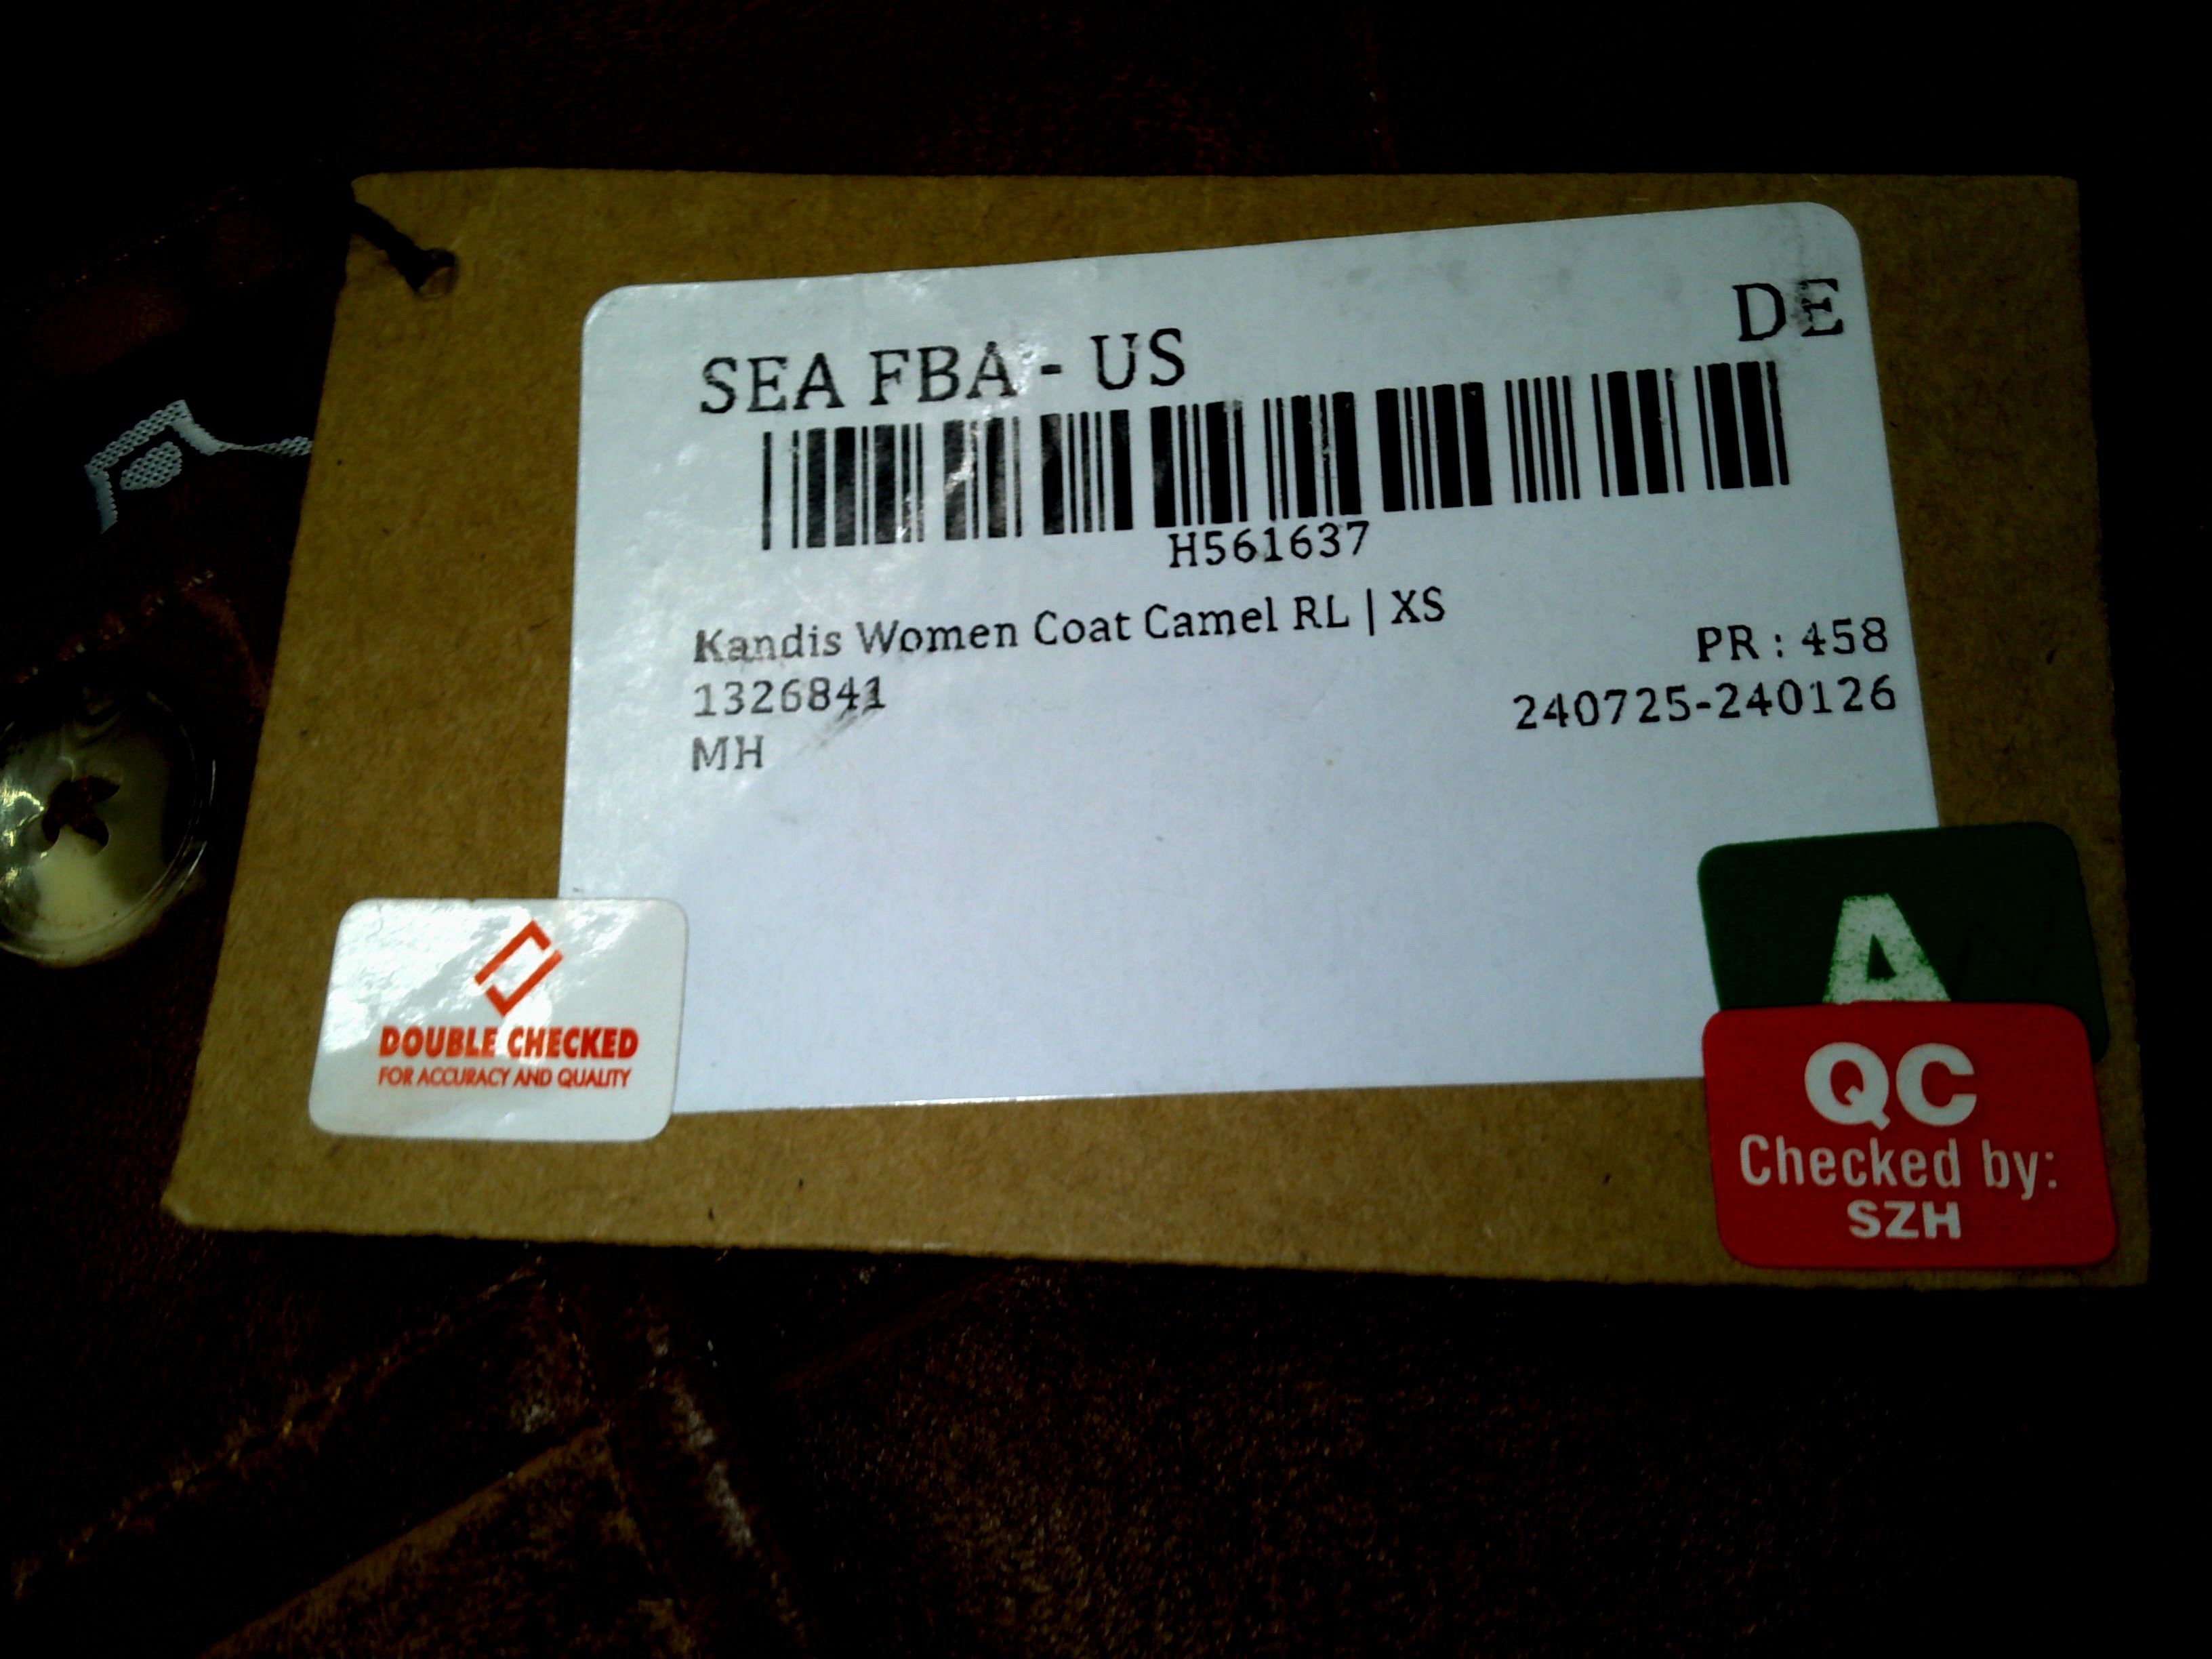 SEA FBA - US
DE
H561637
Kandis Women Coat Camel RL | XS
1326841
MH
PR : 458
240725-240126
DOUBLE CHECKED
FOR ACCURACY AND QUALITY
A
QC
Checked by:
SZH